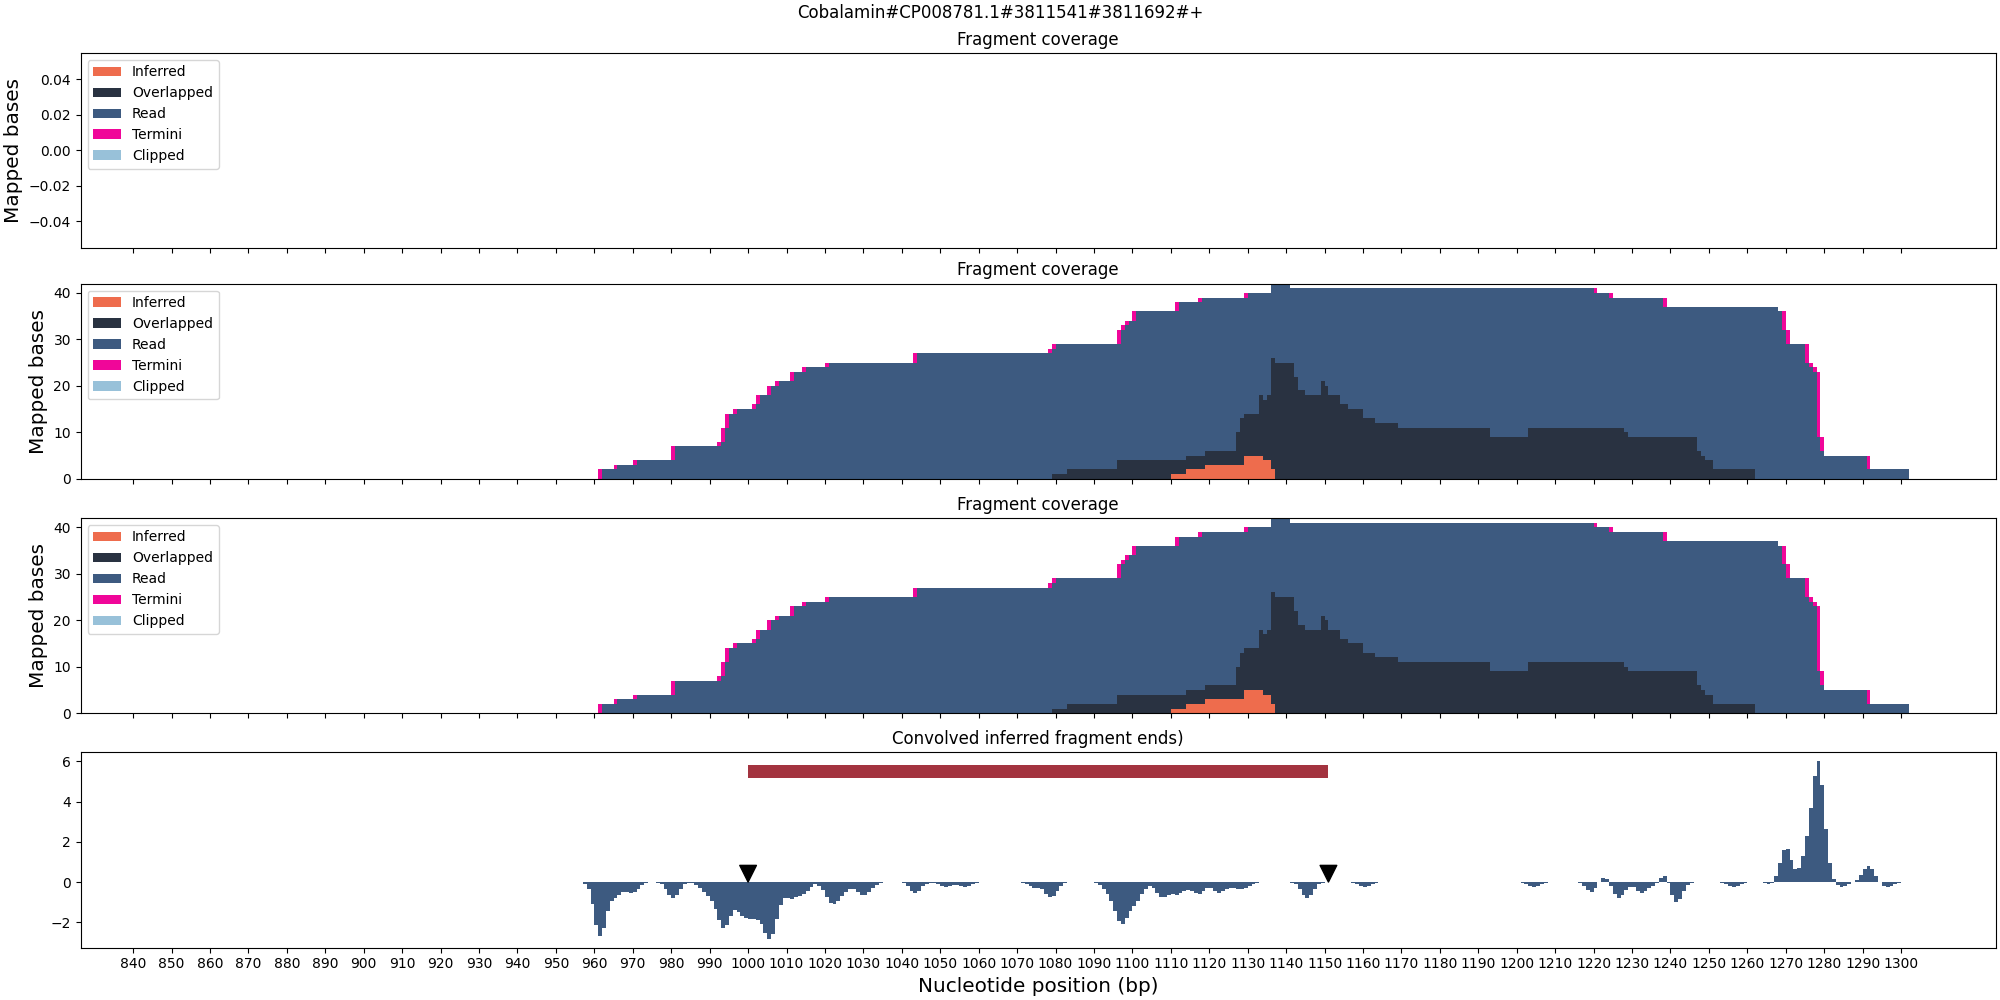 Cobalamin#CP008781.1#3811541#3811692#+
Fragment coverage
Mapped bases
0.04
0.02
0.00
−0.02
−0.04
Inferred
Overlapped
Read
Termini
Clipped
Fragment coverage
Mapped bases
40
30
20
10
0
Inferred
Overlapped
Read
Termini
Clipped
Fragment coverage
Mapped bases
40
30
20
10
0
Inferred
Overlapped
Read
Termini
Clipped
Convolved inferred fragment ends)
6
4
2
0
−2
840 850 860 870 880 890 900 910 920 930 940 950 960 970 980 990 1000 1010 1020 1030 1040 1050 1060 1070 1080 1090 1100 1110 1120 1130 1140 1150 1160 1170 1180 1190 1200 1210 1220 1230 1240 1250 1260 1270 1280 1290 1300
Nucleotide position (bp)